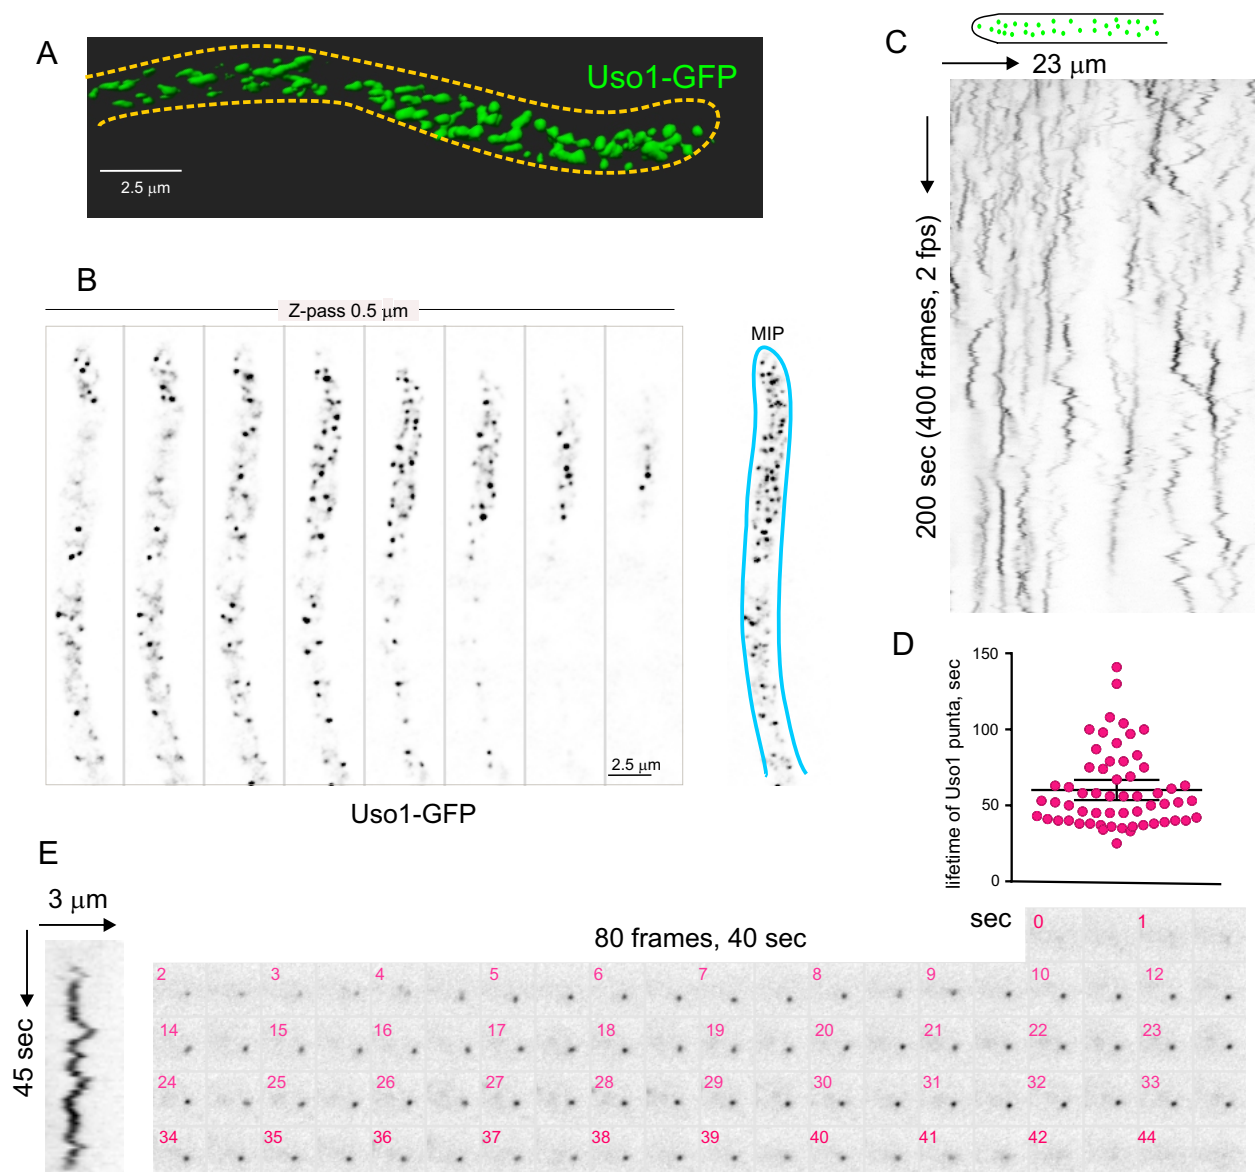 A
Uso1-GFP
2.5 μm
B
Z-pass 0.5 μm
MIP
2.5 μm
Uso1-GFP
C
23 μm
200 sec (400 frames, 2 fps)
D
lifetime of Uso1 punta, sec
150
100
50
0
E
3 μm
45 sec
80 frames, 40 sec
sec
0 1
2 3 4 5 6 7 8 9 10 12
14 15 16 17 18 19 20 21 22 23
24 25 26 27 28 29 30 31 32 33
34 35 36 37 38 39 40 41 42 44